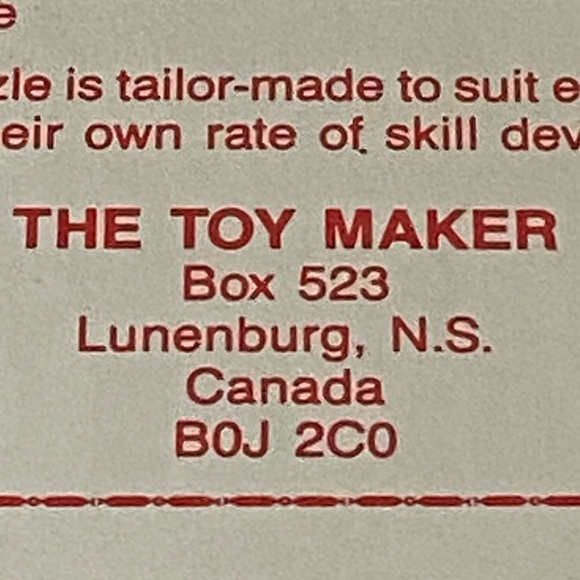 e
zle is tailor-made to suit e
eir own rate of skill dev
THE TOY MAKER
Box 523
Lunenburg, N.S.
Canada
B0J 2C0